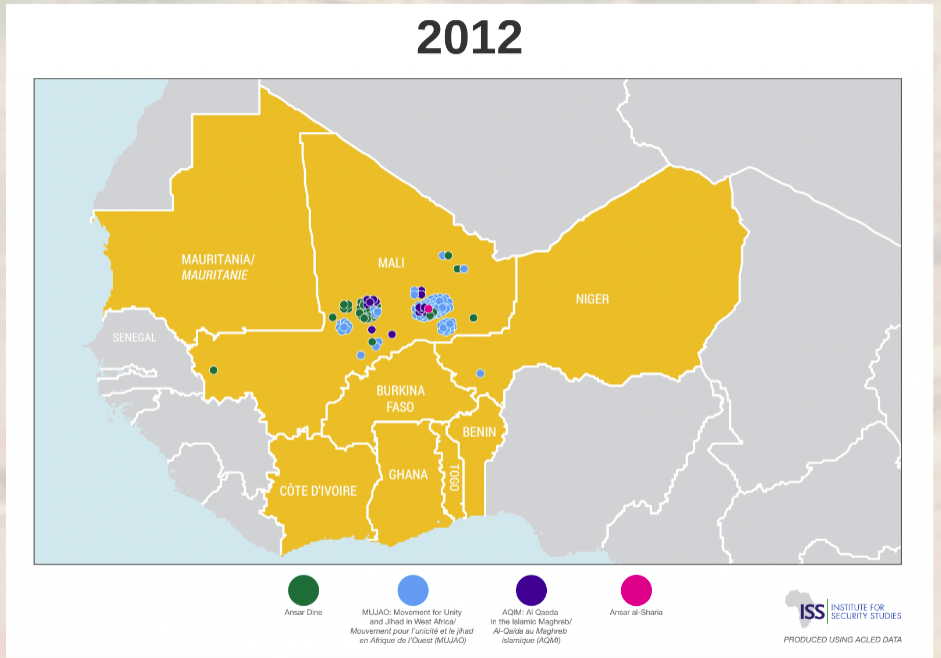 2012
MAURITANIA/
MAURITANIE
MALI
NIGER
SENEGAL
BURKINA
FASO
BENIN
TOGO
GHANA
CÔTE D'IVOIRE
Ansar Dine
MUJAO: Movement for Unity
and Jihad in West Africa/
Mouvement pour l'unicité et le jihad
en Afrique de l'Ouest (MUJAO)
AQIM: Al Qaeda
in the Islamic Maghreb/
Al-Qaïda au Maghreb
islamique (AQMI)
Ansar al-Sharia
ISS
INSTITUTE FOR
SECURITY STUDIES
PRODUCED USING ACLED DATA